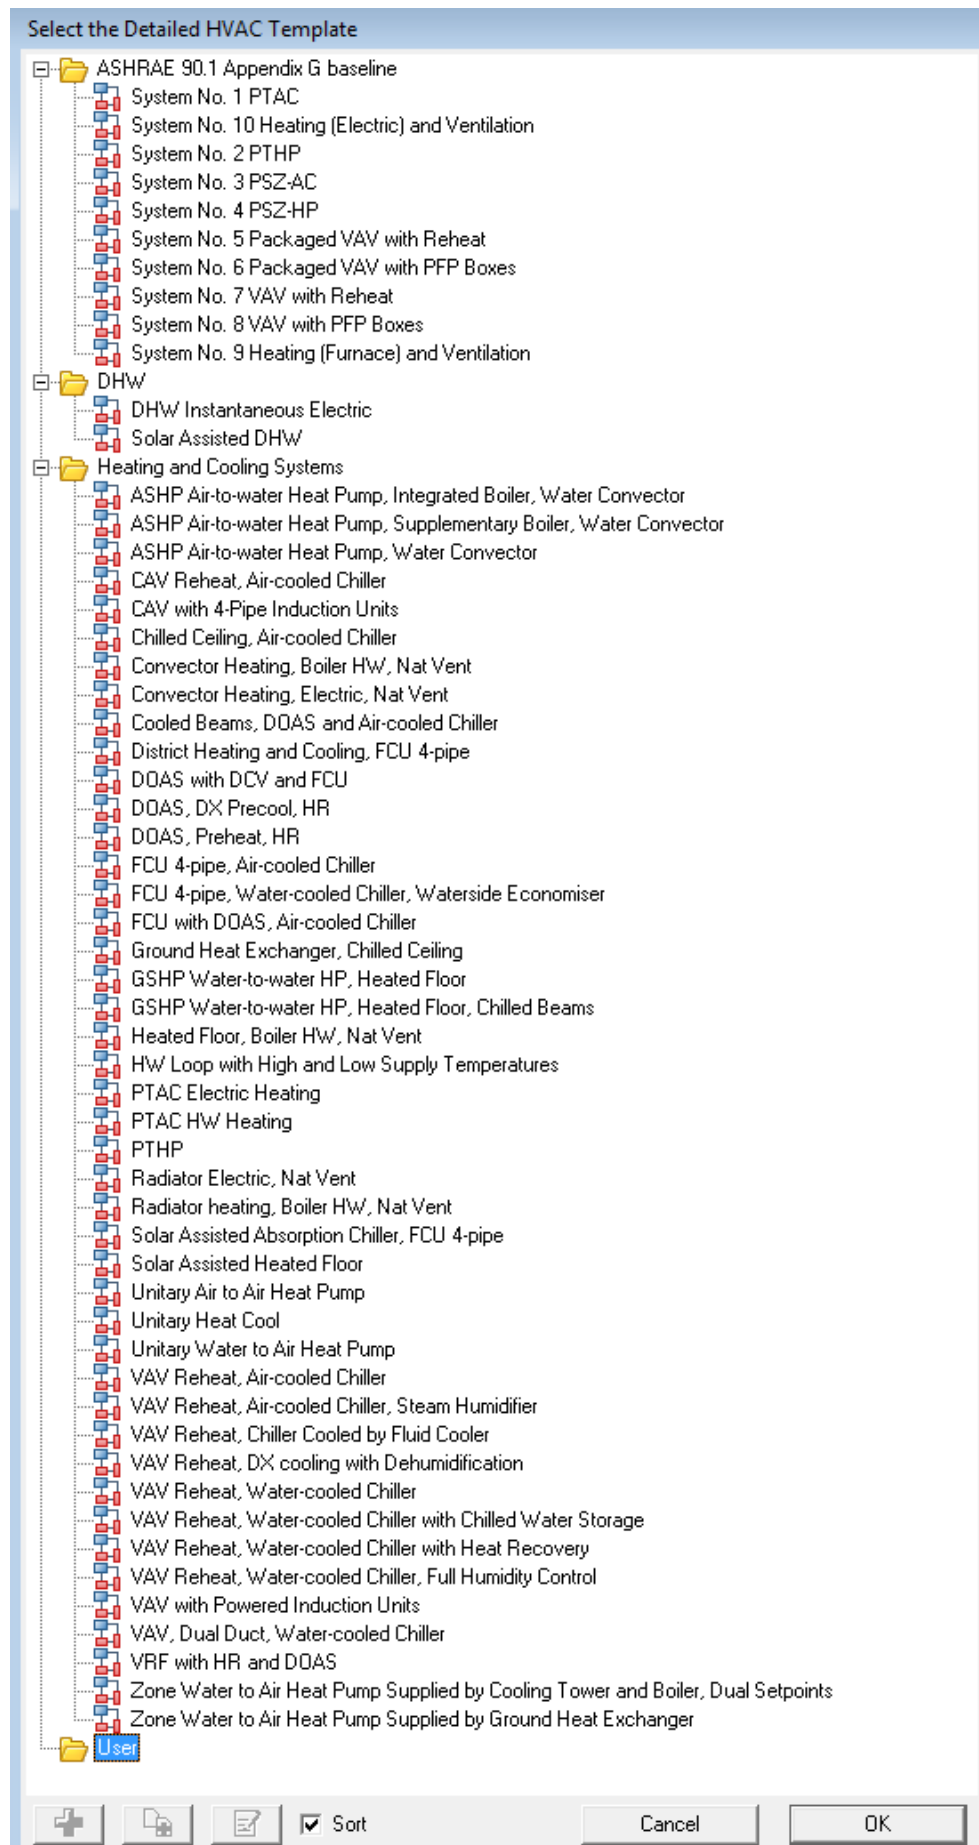 Select the Detailed HVAC Template
ASHRAE 90.1 Appendix G baseline
System No. 1 PTAC
System No. 10 Heating (Electric) and Ventilation
System No. 2 PTHP
System No. 3 PSZ-AC
System No. 4 PSZ-HP
System No. 5 Packaged VAV with Reheat
System No. 6 Packaged VAV with PFP Boxes
System No. 7 VAV with Reheat
System No. 8 VAV with PFP Boxes
System No. 9 Heating (Furnace) and Ventilation
DHW
DHW Instantaneous Electric
Solar Assisted DHW
Heating and Cooling Systems
ASHP Air-to-water Heat Pump, Integrated Boiler, Water Convector
ASHP Air-to-water Heat Pump, Supplementary Boiler, Water Convector
ASHP Air-to-water Heat Pump, Water Convector
CAV Reheat, Air-cooled Chiller
CAV with 4-Pipe Induction Units
Chilled Ceiling, Air-cooled Chiller
Convector Heating, Boiler HW, Nat Vent
Convector Heating, Electric, Nat Vent
Cooled Beams, DOAS and Air-cooled Chiller
District Heating and Cooling, FCU 4-pipe
DOAS with DCV and FCU
DOAS, DX Precool, HR
DOAS, Preheat, HR
FCU 4-pipe, Air-cooled Chiller
FCU 4-pipe, Water-cooled Chiller, Waterside Economiser
FCU with DOAS, Air-cooled Chiller
Ground Heat Exchanger, Chilled Ceiling
GSHP Water-to-water HP, Heated Floor
GSHP Water-to-water HP, Heated Floor, Chilled Beams
Heated Floor, Boiler HW, Nat Vent
HW Loop with High and Low Supply Temperatures
PTAC Electric Heating
PTAC HW Heating
PTHP
Radiator Electric, Nat Vent
Radiator heating, Boiler HW, Nat Vent
Solar Assisted Absorption Chiller, FCU 4-pipe
Solar Assisted Heated Floor
Unitary Air to Air Heat Pump
Unitary Heat Cool
Unitary Water to Air Heat Pump
VAV Reheat, Air-cooled Chiller
VAV Reheat, Air-cooled Chiller, Steam Humidifier
VAV Reheat, Chiller Cooled by Fluid Cooler
VAV Reheat, DX cooling with Dehumidification
VAV Reheat, Water-cooled Chiller
VAV Reheat, Water-cooled Chiller with Chilled Water Storage
VAV Reheat, Water-cooled Chiller with Heat Recovery
VAV Reheat, Water-cooled Chiller, Full Humidity Control
VAV with Powered Induction Units
VAV, Dual Duct, Water-cooled Chiller
VRF with HR and DOAS
Zone Water to Air Heat Pump Supplied by Cooling Tower and Boiler, Dual Setpoints
Zone Water to Air Heat Pump Supplied by Ground Heat Exchanger
User
Sort Cancel OK